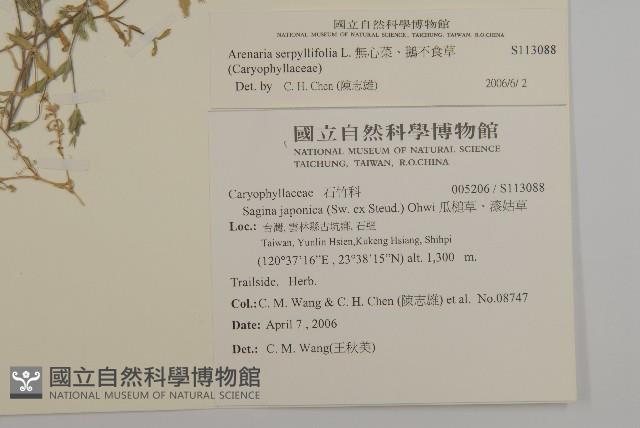 國立自然科學博物館
NATIONAL MUSEUM OF NATURAL SCIENCE, TAICHUNG, TAIWAN, R.O.CHINA
Arenaria serpyllifolia L. 無心菜、鵝不食草 S113088
(Caryophyllaceae)
Det. by C. H. Chen (陳志雄) 2006/6/ 2
國立自然科學博物館
NATIONAL MUSEUM OF NATURAL SCIENCE
TAICHUNG, TAIWAN, R.O.CHINA
Caryophyllaceae 石竹科 005206 / S113088
Sagina japonica (Sw. ex Steud.) Ohwi 瓜槌草、漆姑草
Loc.: 台灣, 雲林縣古坑鄉, 石壁
Taiwan, Yunlin Hsien, Kukeng Hsiang, Shihpi
(120°37'16"E , 23°38'15"N) alt. 1,300 m.
Trailside. Herb.
Col.: C. M. Wang & C. H. Chen (陳志雄) et al. No.08747
Date: April 7 , 2006
Det.: C. M. Wang(王秋美)
國立自然科學博物館
NATIONAL MUSEUM OF NATURAL SCIENCE